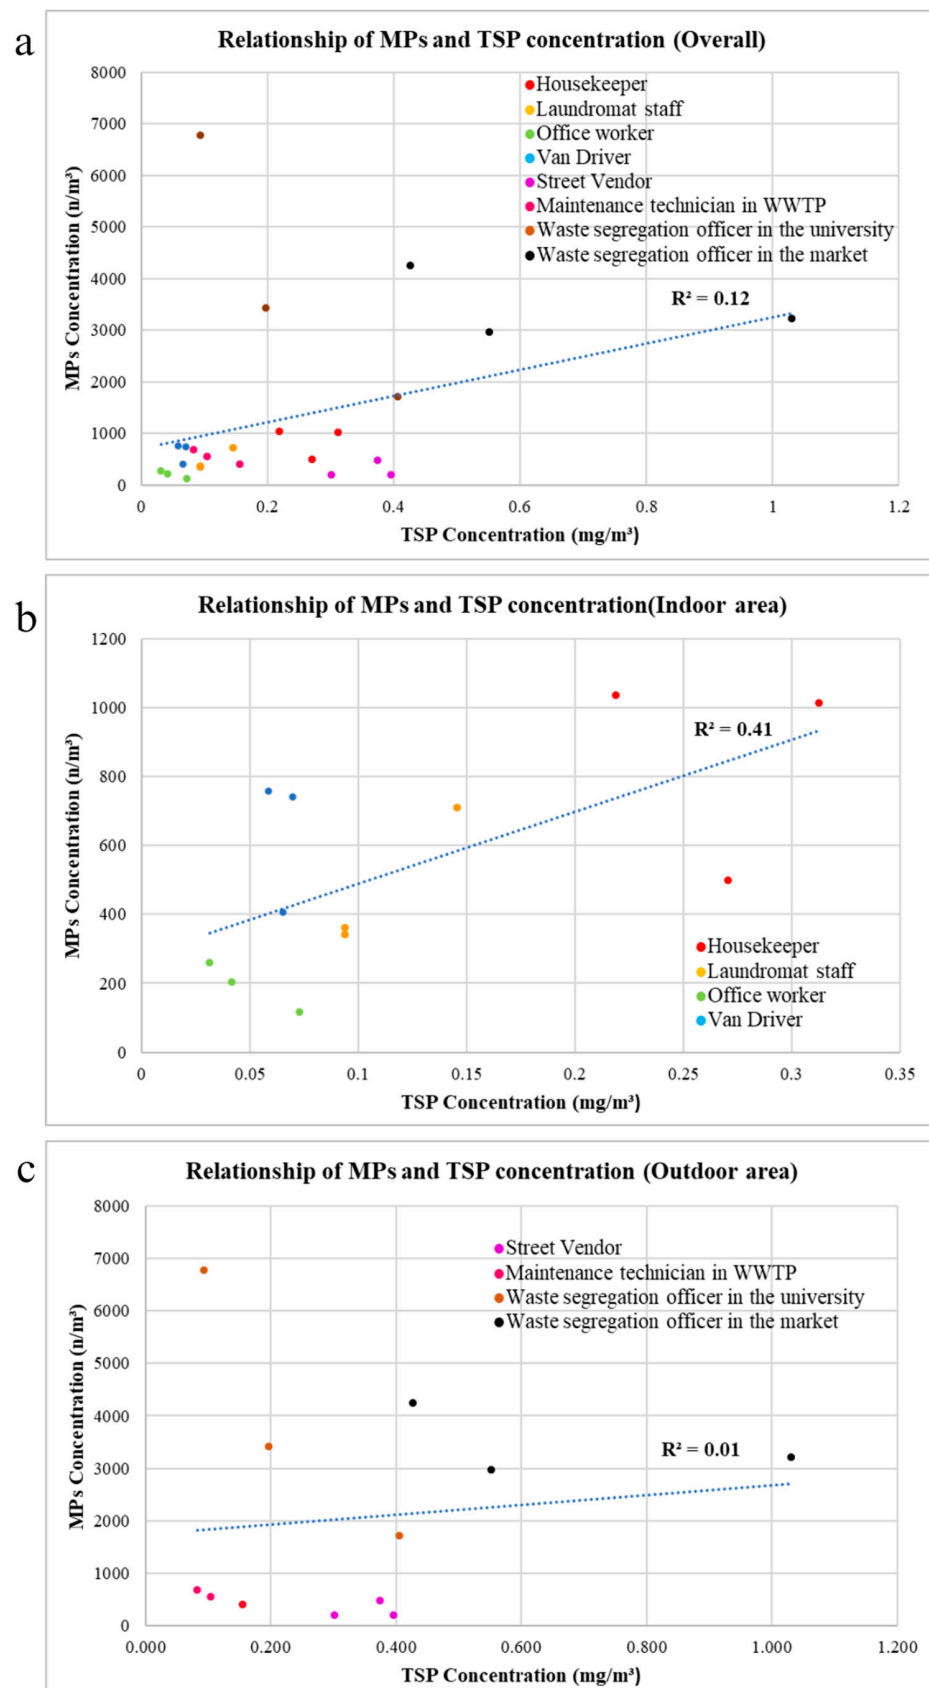 a
Relationship of MPs and TSP concentration (Overall)
8000
7000
6000
5000
4000
3000
2000
1000
0
MPs Concentration (n/m³)
Housekeeper
Laundromat staff
Office worker
Van Driver
Street Vendor
Maintenance technician in WWTP
Waste segregation officer in the university
Waste segregation officer in the market
R² = 0.12
0 0.2 0.4 0.6 0.8 1 1.2
TSP Concentration (mg/m³)
b
Relationship of MPs and TSP concentration(Indoor area)
1200
1000
800
600
400
200
0
MPs Concentration (n/m³)
R² = 0.41
Housekeeper
Laundromat staff
Office worker
Van Driver
0 0.05 0.1 0.15 0.2 0.25 0.3 0.35
TSP Concentration (mg/m³)
c
Relationship of MPs and TSP concentration (Outdoor area)
8000
7000
6000
5000
4000
3000
2000
1000
0
MPs Concentration (n/m³)
Street Vendor
Maintenance technician in WWTP
Waste segregation officer in the university
Waste segregation officer in the market
R² = 0.01
0.000 0.200 0.400 0.600 0.800 1.000 1.200
TSP Concentration (mg/m³)